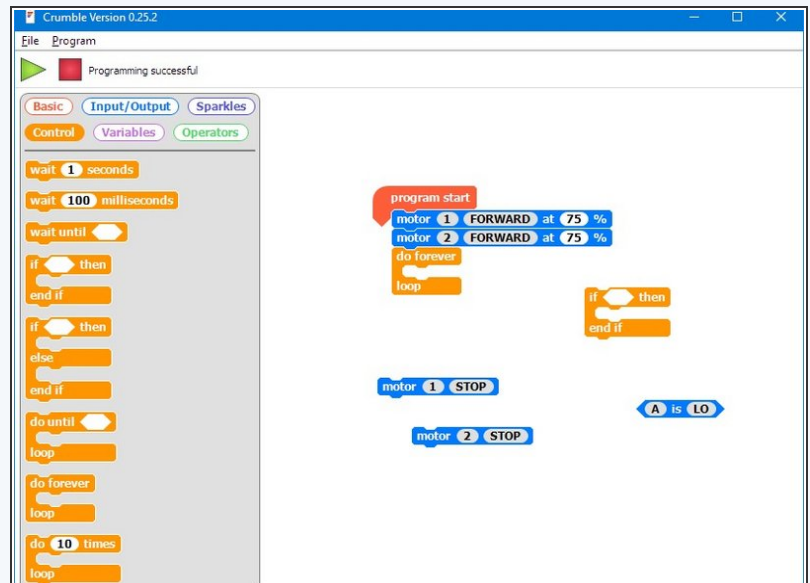 Crumble Version 0.25.2
File Program
Programming successful
Basic Input/Output Sparkles
Control Variables Operators
wait 1 seconds
wait 100 milliseconds
wait until
if then
end if
if then
else
end if
do until
loop
do forever
loop
do 10 times
loop
program start
motor 1 FORWARD at 75 %
motor 2 FORWARD at 75 %
do forever
loop
if then
end if
motor 1 STOP
A is LO
motor 2 STOP